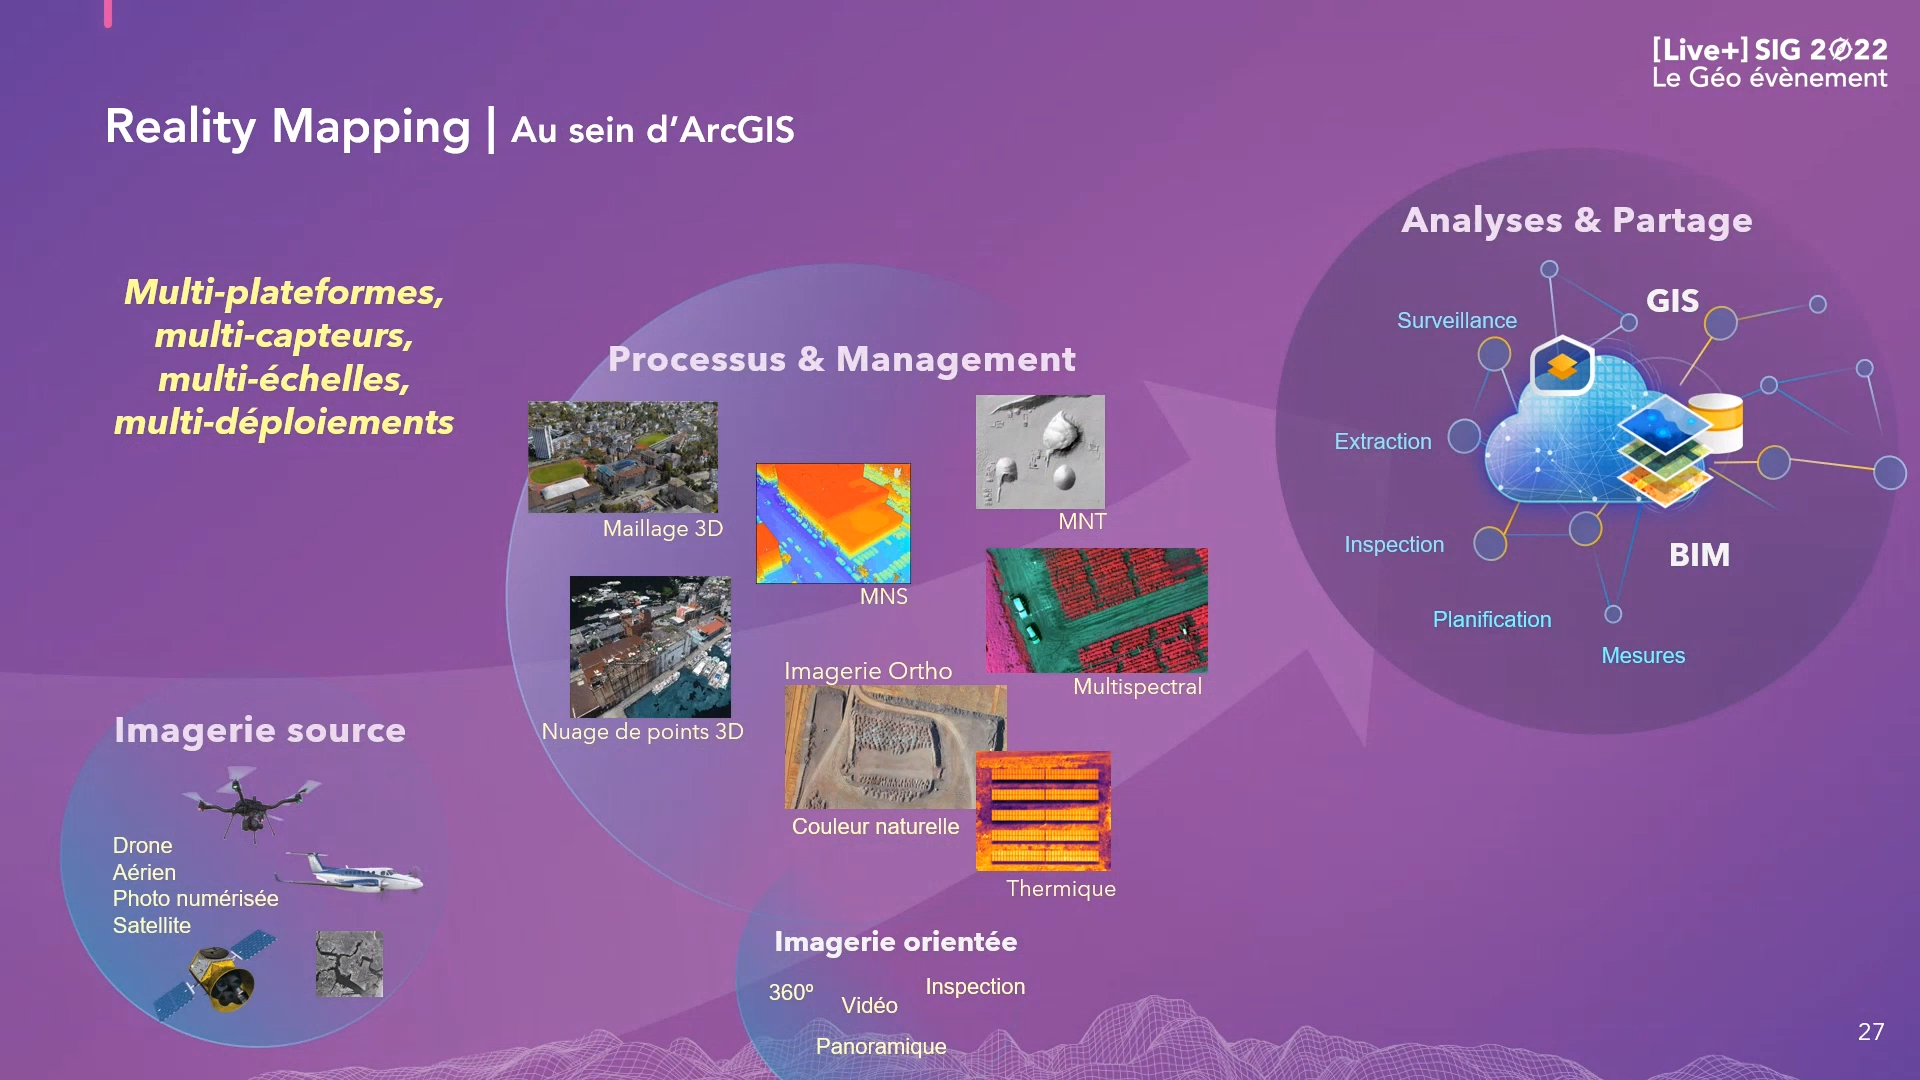 [Live+] SIG 2022
Le Géo évènement
Reality Mapping | Au sein d’ArcGIS
Multi-plateformes,
multi-capteurs,
multi-échelles,
multi-déploiements
Imagerie source
Drone
Aérien
Photo numérisée
Satellite
Processus & Management
Maillage 3D
MNS
MNT
Nuage de points 3D
Imagerie Ortho
Multispectral
Couleur naturelle
Thermique
Imagerie orientée
360º
Vidéo
Inspection
Panoramique
Analyses & Partage
GIS
Surveillance
Extraction
Inspection
BIM
Planification
Mesures
27